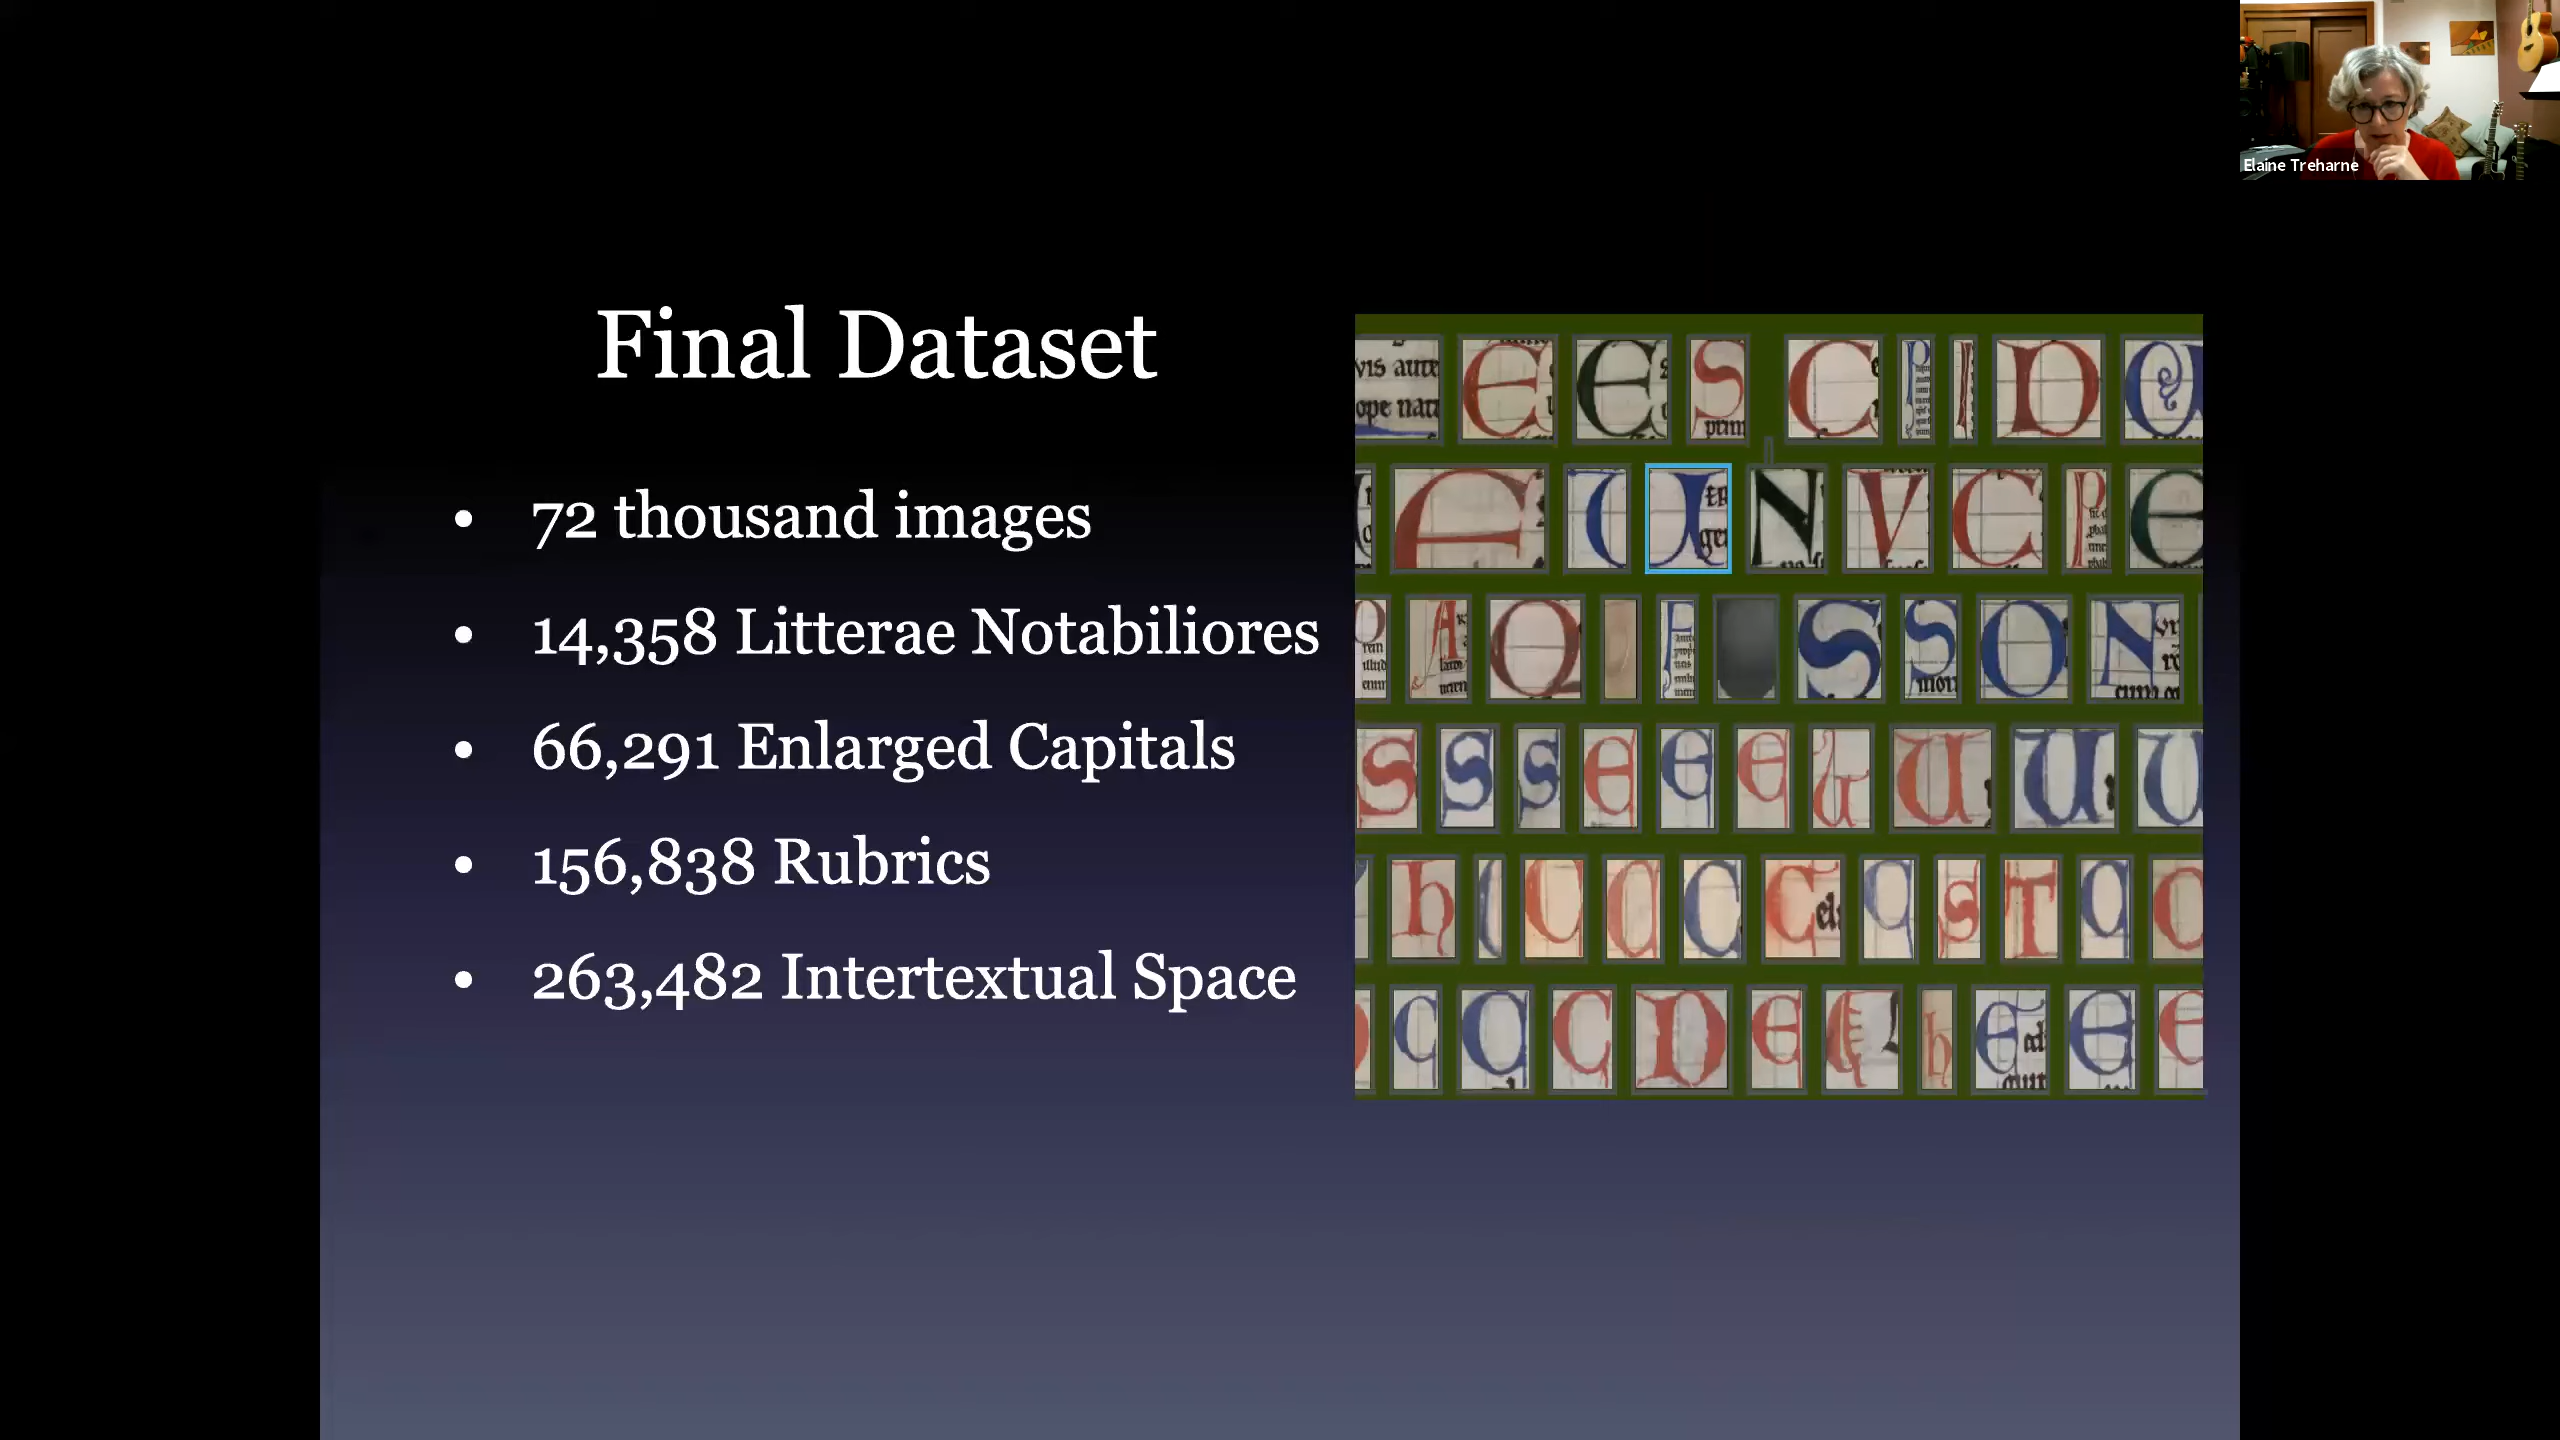 Elaine Treharne
Final Dataset
• 72 thousand images
• 14,358 Litterae Notabiliores
• 66,291 Enlarged Capitals
• 156,838 Rubrics
• 263,482 Intertextual Space
E E S C P I D
E U U N V C P E
A O F S S O N
S S S E E E U U U U
h C C C C q S T q C
C C C D E E h E E E